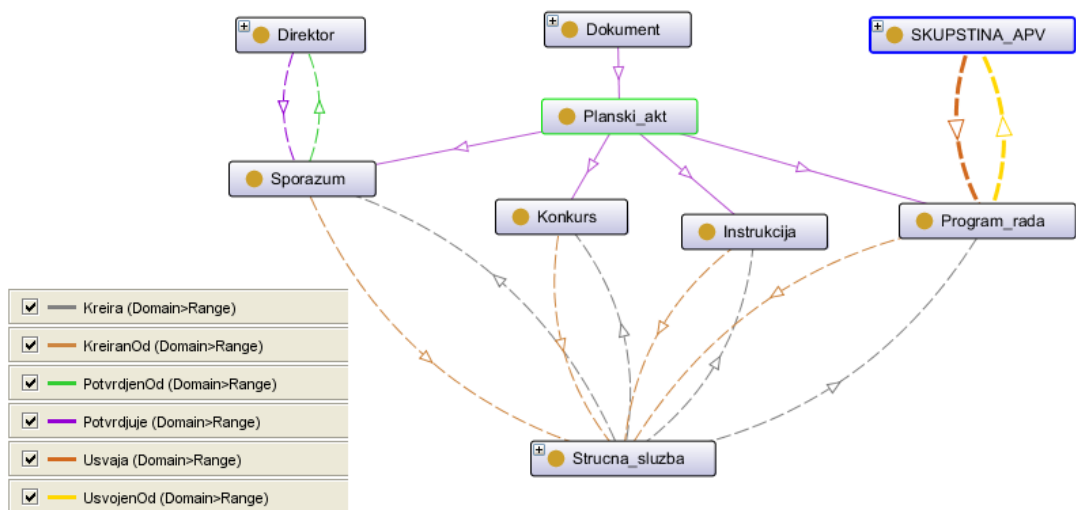 Direktor
Dokument
SKUPSTINA_APV
Planski_akt
Sporazum
Konkurs
Instrukcija
Program_rada
Kreira (Domain>Range)
KreiranOd (Domain>Range)
PotvrdjenOd (Domain>Range)
Potvrdjuje (Domain>Range)
Usvaja (Domain>Range)
UsvojenOd (Domain>Range)
Strucna_sluzba